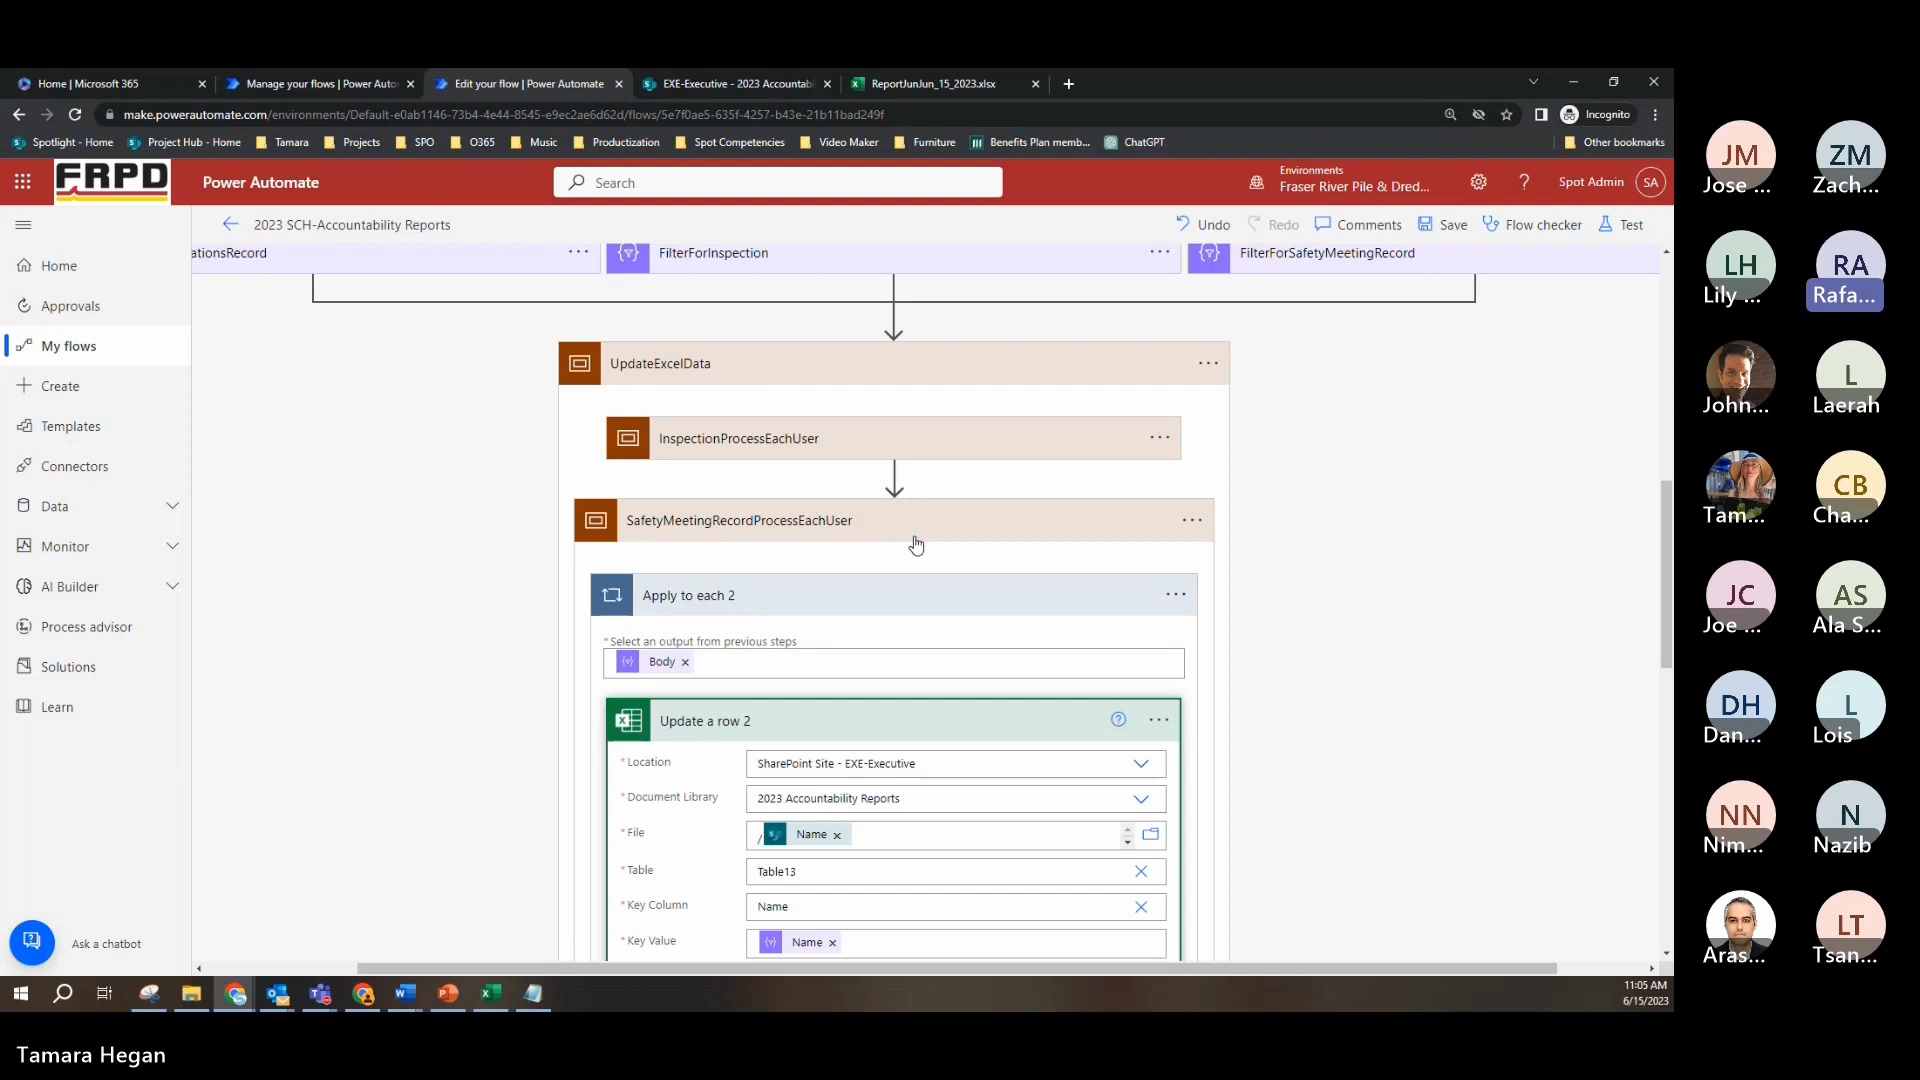 Home | Microsoft 365
Manage your flows | Power Auto
Edit your flow | Power Automate
EXE-Executive - 2023 Accountabi
ReportJunJun_15_2023.xlsx
make.powerautomate.com/environments/Default-e0ab1146-73b4-4e44-8545-e9ec2ae6d62d/flows/5e7f0ae5-635f-4257-b43e-21b11bad249f
Incognito
Spotlight - Home
Project Hub - Home
Tamara
Projects
SPO
O365
Music
Productization
Spot Competencies
Video Maker
Furniture
Benefits Plan memb...
ChatGPT
Other bookmarks
FRPD
Power Automate
Search
Environments
Fraser River Pile & Dred...
?
Spot Admin
SA
2023 SCH-Accountability Reports
Undo
Redo
Comments
Save
Flow checker
Test
Home
Approvals
My flows
Create
Templates
Connectors
Data
Monitor
AI Builder
Process advisor
Solutions
Learn
Ask a chatbot
ationsRecord
FilterForInspection
FilterForSafetyMeetingRecord
UpdateExcelData
InspectionProcessEachUser
SafetyMeetingRecordProcessEachUser
Apply to each 2
* Select an output from previous steps
Body
Update a row 2
* Location
SharePoint Site - EXE-Executive
* Document Library
2023 Accountability Reports
* File
/ Name
* Table
Table13
* Key Column
Name
* Key Value
Name
11:05 AM
6/15/2023
JM
Jose ...
ZM
Zach...
LH
Lily ...
RA
Rafa...
John...
L
Laerah
Tam...
CB
Cha...
JC
Joe ...
AS
Ala S...
DH
Dan...
L
Lois
NN
Nim...
N
Nazib
Aras...
LT
Tsan...
Tamara Hegan